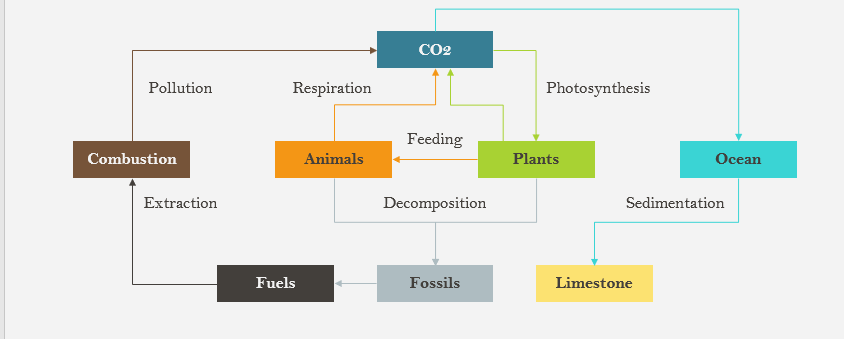 CO2
Pollution
Respiration
Photosynthesis
Feeding
Combustion
Animals
Plants
Ocean
Extraction
Decomposition
Sedimentation
Fuels
Fossils
Limestone